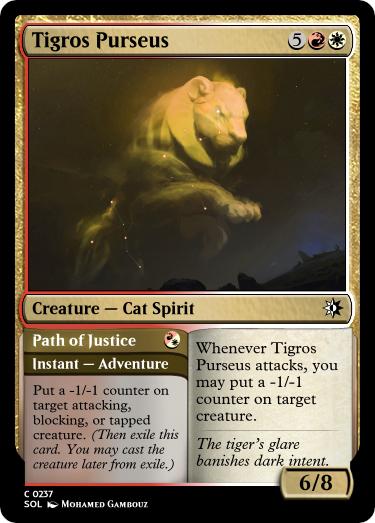 Tigros Purseus 5
Creature — Cat Spirit
Path of Justice
Instant — Adventure
Put a -1/-1 counter on
target attacking,
blocking, or tapped
creature. (Then exile this
card. You may cast the
creature later from exile.)
Whenever Tigros
Purseus attacks, you
may put a -1/-1
counter on target
creature.
The tiger's glare
banishes dark intent.
6/8
C 0237
SOL Mohamed Gambouz